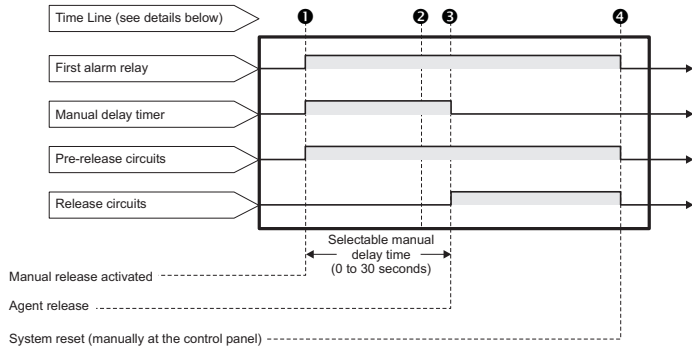 Time Line (see details below)
❶ ❷ ❸ ❹
First alarm relay
Manual delay timer
Pre-release circuits
Release circuits
Selectable manual
delay time
(0 to 30 seconds)
Manual release activated
Agent release
System reset (manually at the control panel)